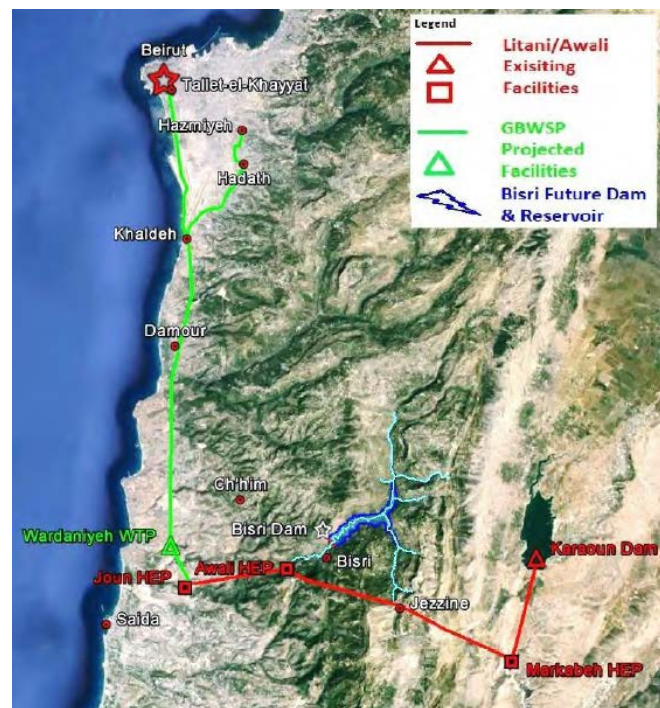 Legend
Litani/Awali
Exisiting
Facilities
GBWSP
Projected
Facilities
Bisri Future Dam
& Reservoir
Beirut
Tallet-el-Khayyat
Hazmiyeh
Hadath
Khaldeh
Damour
Ch'him
Bisri Dam
Wardaniyeh WTP
Awali HEP
Bisri
Karaoun Dam
Joun HEP
Jezzine
Saida
Markabeh HEP